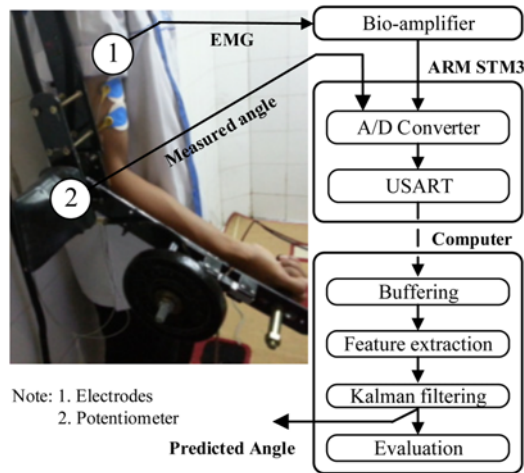 1
EMG
Bio-amplifier
ARM STM3
Measured angle
A/D Converter
2
USART
Computer
Buffering
Feature extraction
Kalman filtering
Evaluation
Predicted Angle
Note: 1. Electrodes
2. Potentiometer